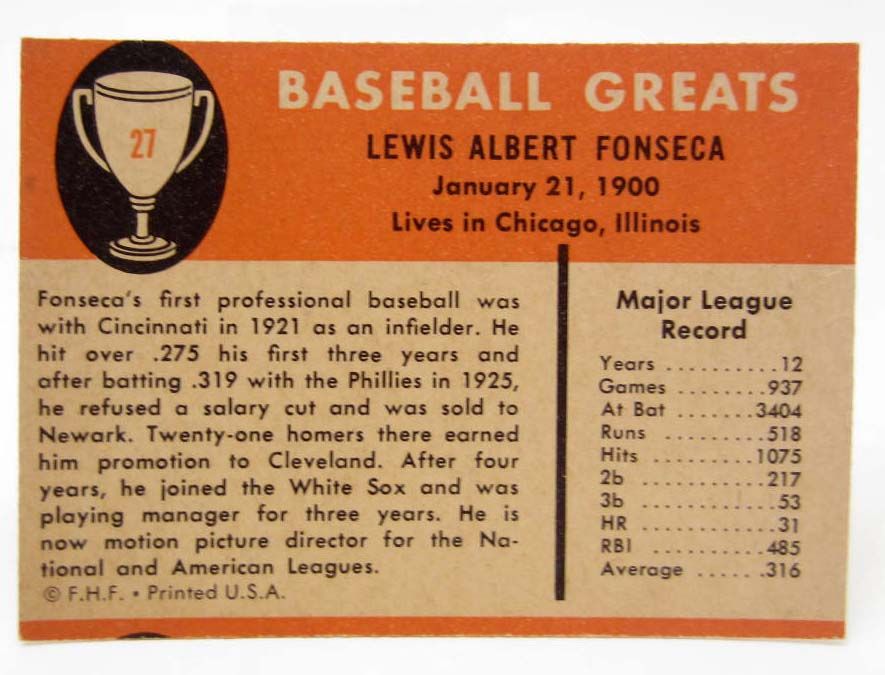 27
BASEBALL GREATS
LEWIS ALBERT FONSECA
January 21, 1900
Lives in Chicago, Illinois
Fonseca's first professional baseball was
with Cincinnati in 1921 as an infielder. He
hit over .275 his first three years and
after batting .319 with the Phillies in 1925,
he refused a salary cut and was sold to
Newark. Twenty-one homers there earned
him promotion to Cleveland. After four
years, he joined the White Sox and was
playing manager for three years. He is
now motion picture director for the Na-
tional and American Leagues.
© F.H.F. • Printed U.S.A.
Major League
Record
Years ..........12
Games .........937
At Bat .......3404
Runs .........518
Hits .........1075
2b ...........217
3b ............53
HR ............31
RBI ..........485
Average ......316